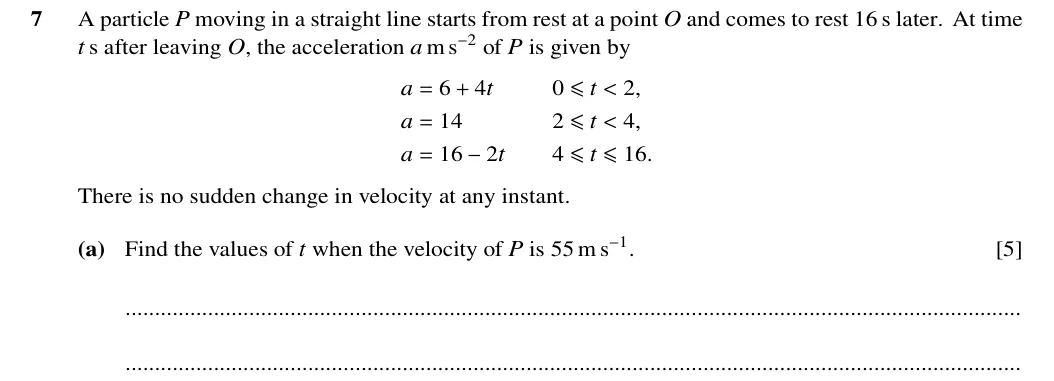 7 A particle P moving in a straight line starts from rest at a point O and comes to rest 16 s later. At time
t s after leaving O, the acceleration a m s⁻² of P is given by
a = 6 + 4t 0 ⩽ t < 2,
a = 14 2 ⩽ t < 4,
a = 16 – 2t 4 ⩽ t ⩽ 16.
There is no sudden change in velocity at any instant.
(a) Find the values of t when the velocity of P is 55 m s⁻¹. [5]